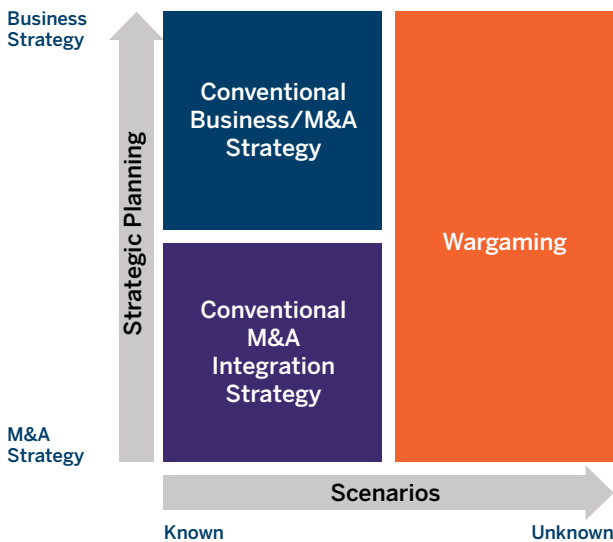 Business
Strategy
Conventional
Business/M&A
Strategy
Strategic Planning
Wargaming
Conventional
M&A
Integration
Strategy
M&A
Strategy
Scenarios
Known
Unknown